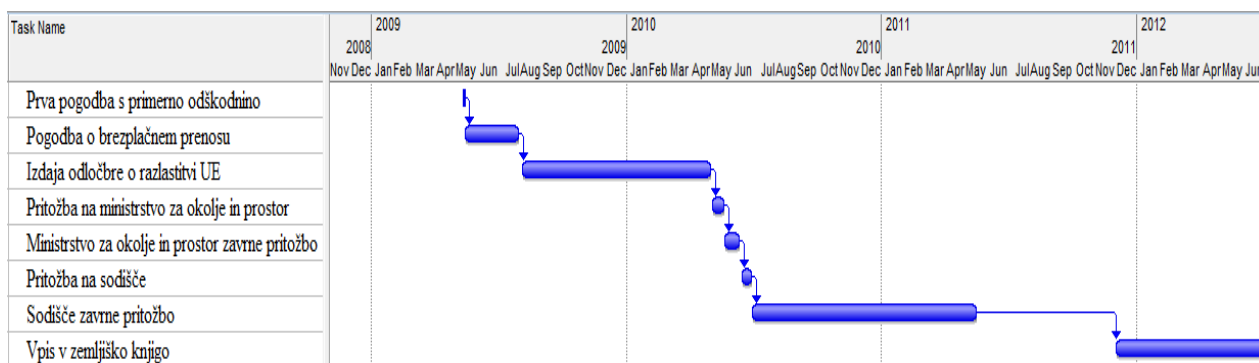 Task Name
2009 2010 2011 2012
2008 2009 2010 2011
Nov Dec Jan Feb Mar Apr May Jun Jul Aug Sep Oct Nov Dec Jan Feb Mar Apr May Jun Jul Aug Sep Oct Nov Dec Jan Feb Mar Apr May Jun Jul Aug Sep Oct Nov Dec Jan Feb Mar Apr May Jun
Prva pogodba s primerno odškodnino
Pogodba o brezplačnem prenosu
Izdaja odločbre o razlastitvi UE
Pritožba na ministrstvo za okolje in prostor
Ministrstvo za okolje in prostor zavrne pritožbo
Pritožba na sodišče
Sodišče zavrne pritožbo
Vpis v zemljiško knjigo